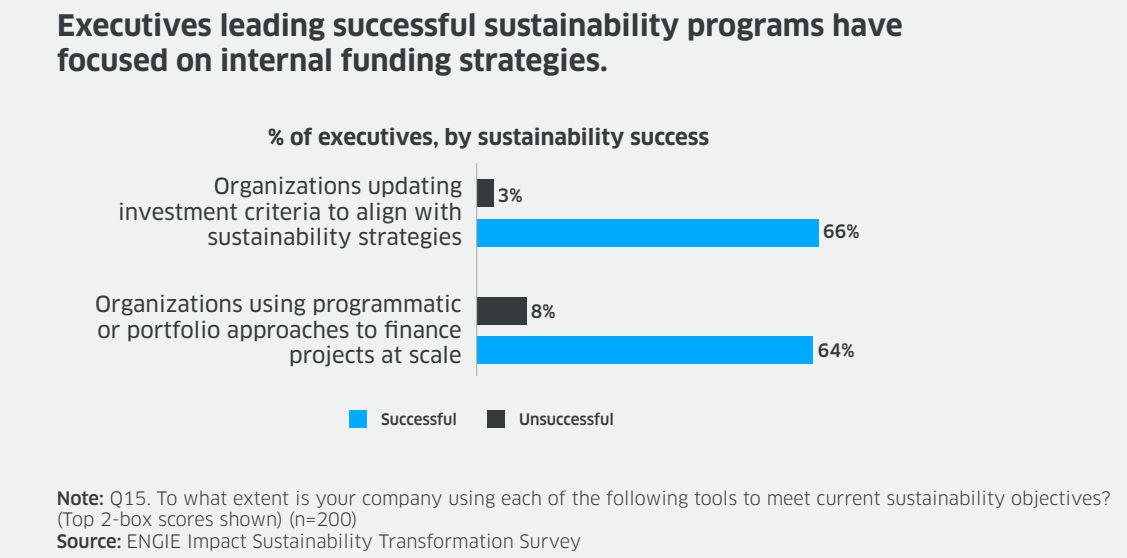 Executives leading successful sustainability programs have
focused on internal funding strategies.
% of executives, by sustainability success
Organizations updating
investment criteria to align with
sustainability strategies
3%
66%
Organizations using programmatic
or portfolio approaches to finance
projects at scale
8%
64%
Successful
Unsuccessful
Note: Q15. To what extent is your company using each of the following tools to meet current sustainability objectives?
(Top 2-box scores shown) (n=200)
Source: ENGIE Impact Sustainability Transformation Survey